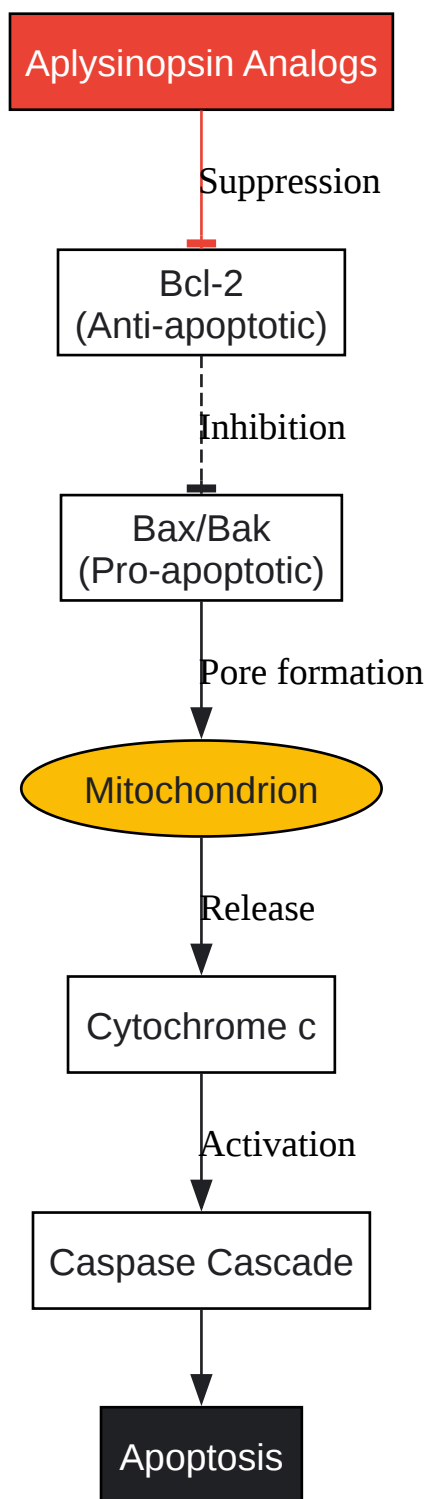 Aplysinopsin Analogs
Suppression
Bcl-2
(Anti-apoptotic)
Inhibition
Bax/Bak
(Pro-apoptotic)
Pore formation
Mitochondrion
Release
Cytochrome c
Activation
Caspase Cascade
Apoptosis